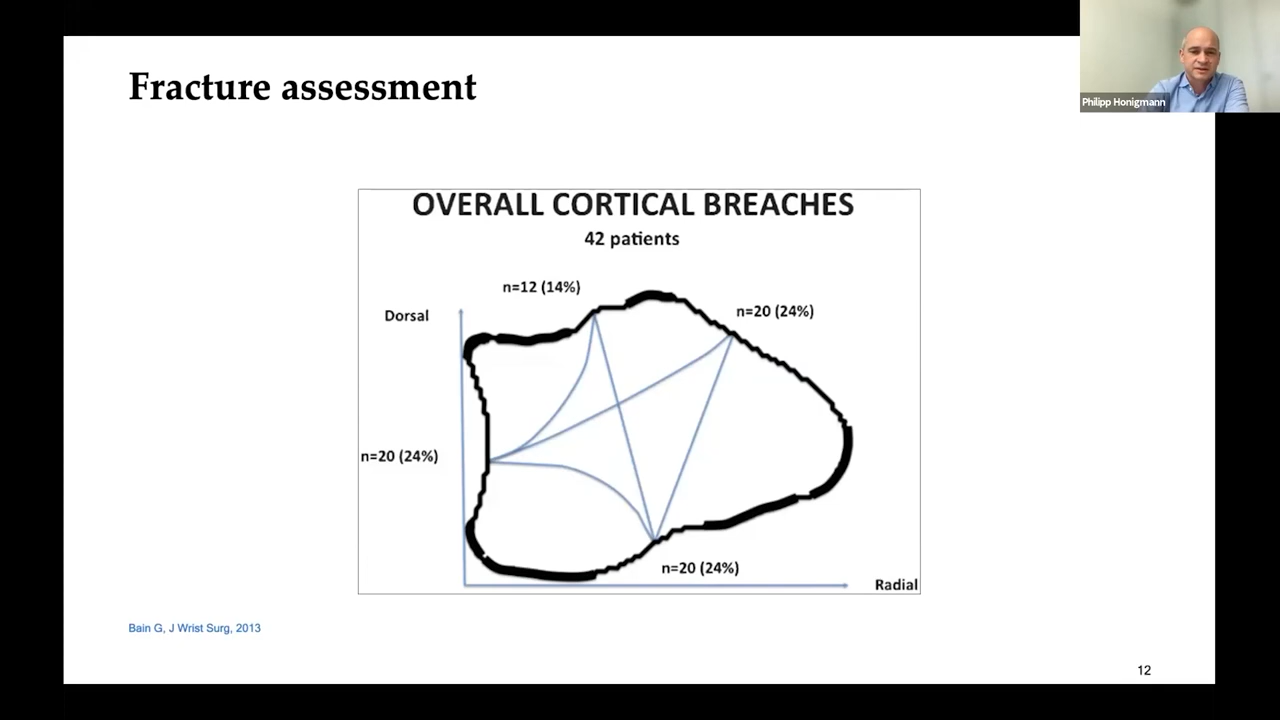 Fracture assessment
Philipp Honigmann
OVERALL CORTICAL BREACHES
42 patients
n=12 (14%)
Dorsal
n=20 (24%)
n=20 (24%)
n=20 (24%)
Radial
Bain G, J Wrist Surg, 2013
12